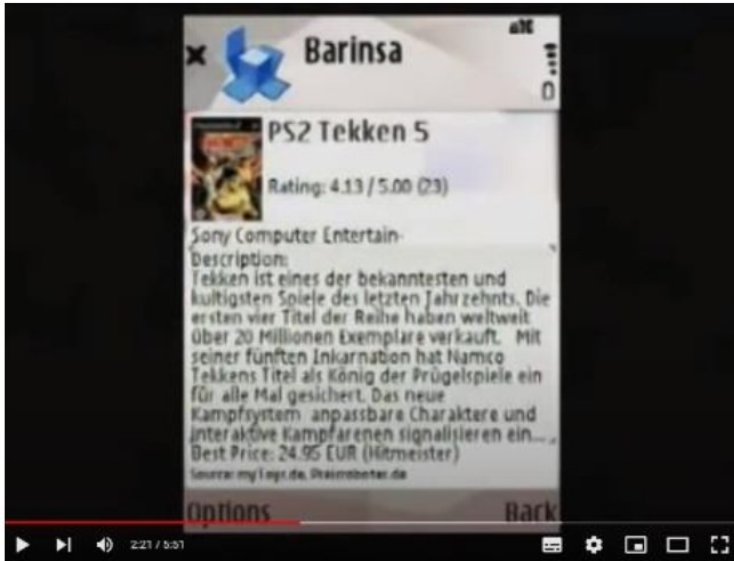 Barinsa
PS2 Tekken 5
Rating: 4.13 / 5.00 (23)
Sony Computer Entertain-
Description:
Tekken ist eines der bekanntesten und
kultigsten Spiele des letzten Jahrzehnts. Die
ersten vier Titel der Reihe haben weltweit
über 20 Millionen Exemplare verkauft. Mit
seiner fünften Inkarnation hat Namco
Tekkens Titel als König der Prügelspiele ein
für alle Mal gesichert. Das neue
Kampfsystem anpassbare Charaktere und
interaktive Kampfarenen signalisieren ein...
Best Price: 24.95 EUR (Hitmeister)
Source:
Options Back
2:21 / 5:51